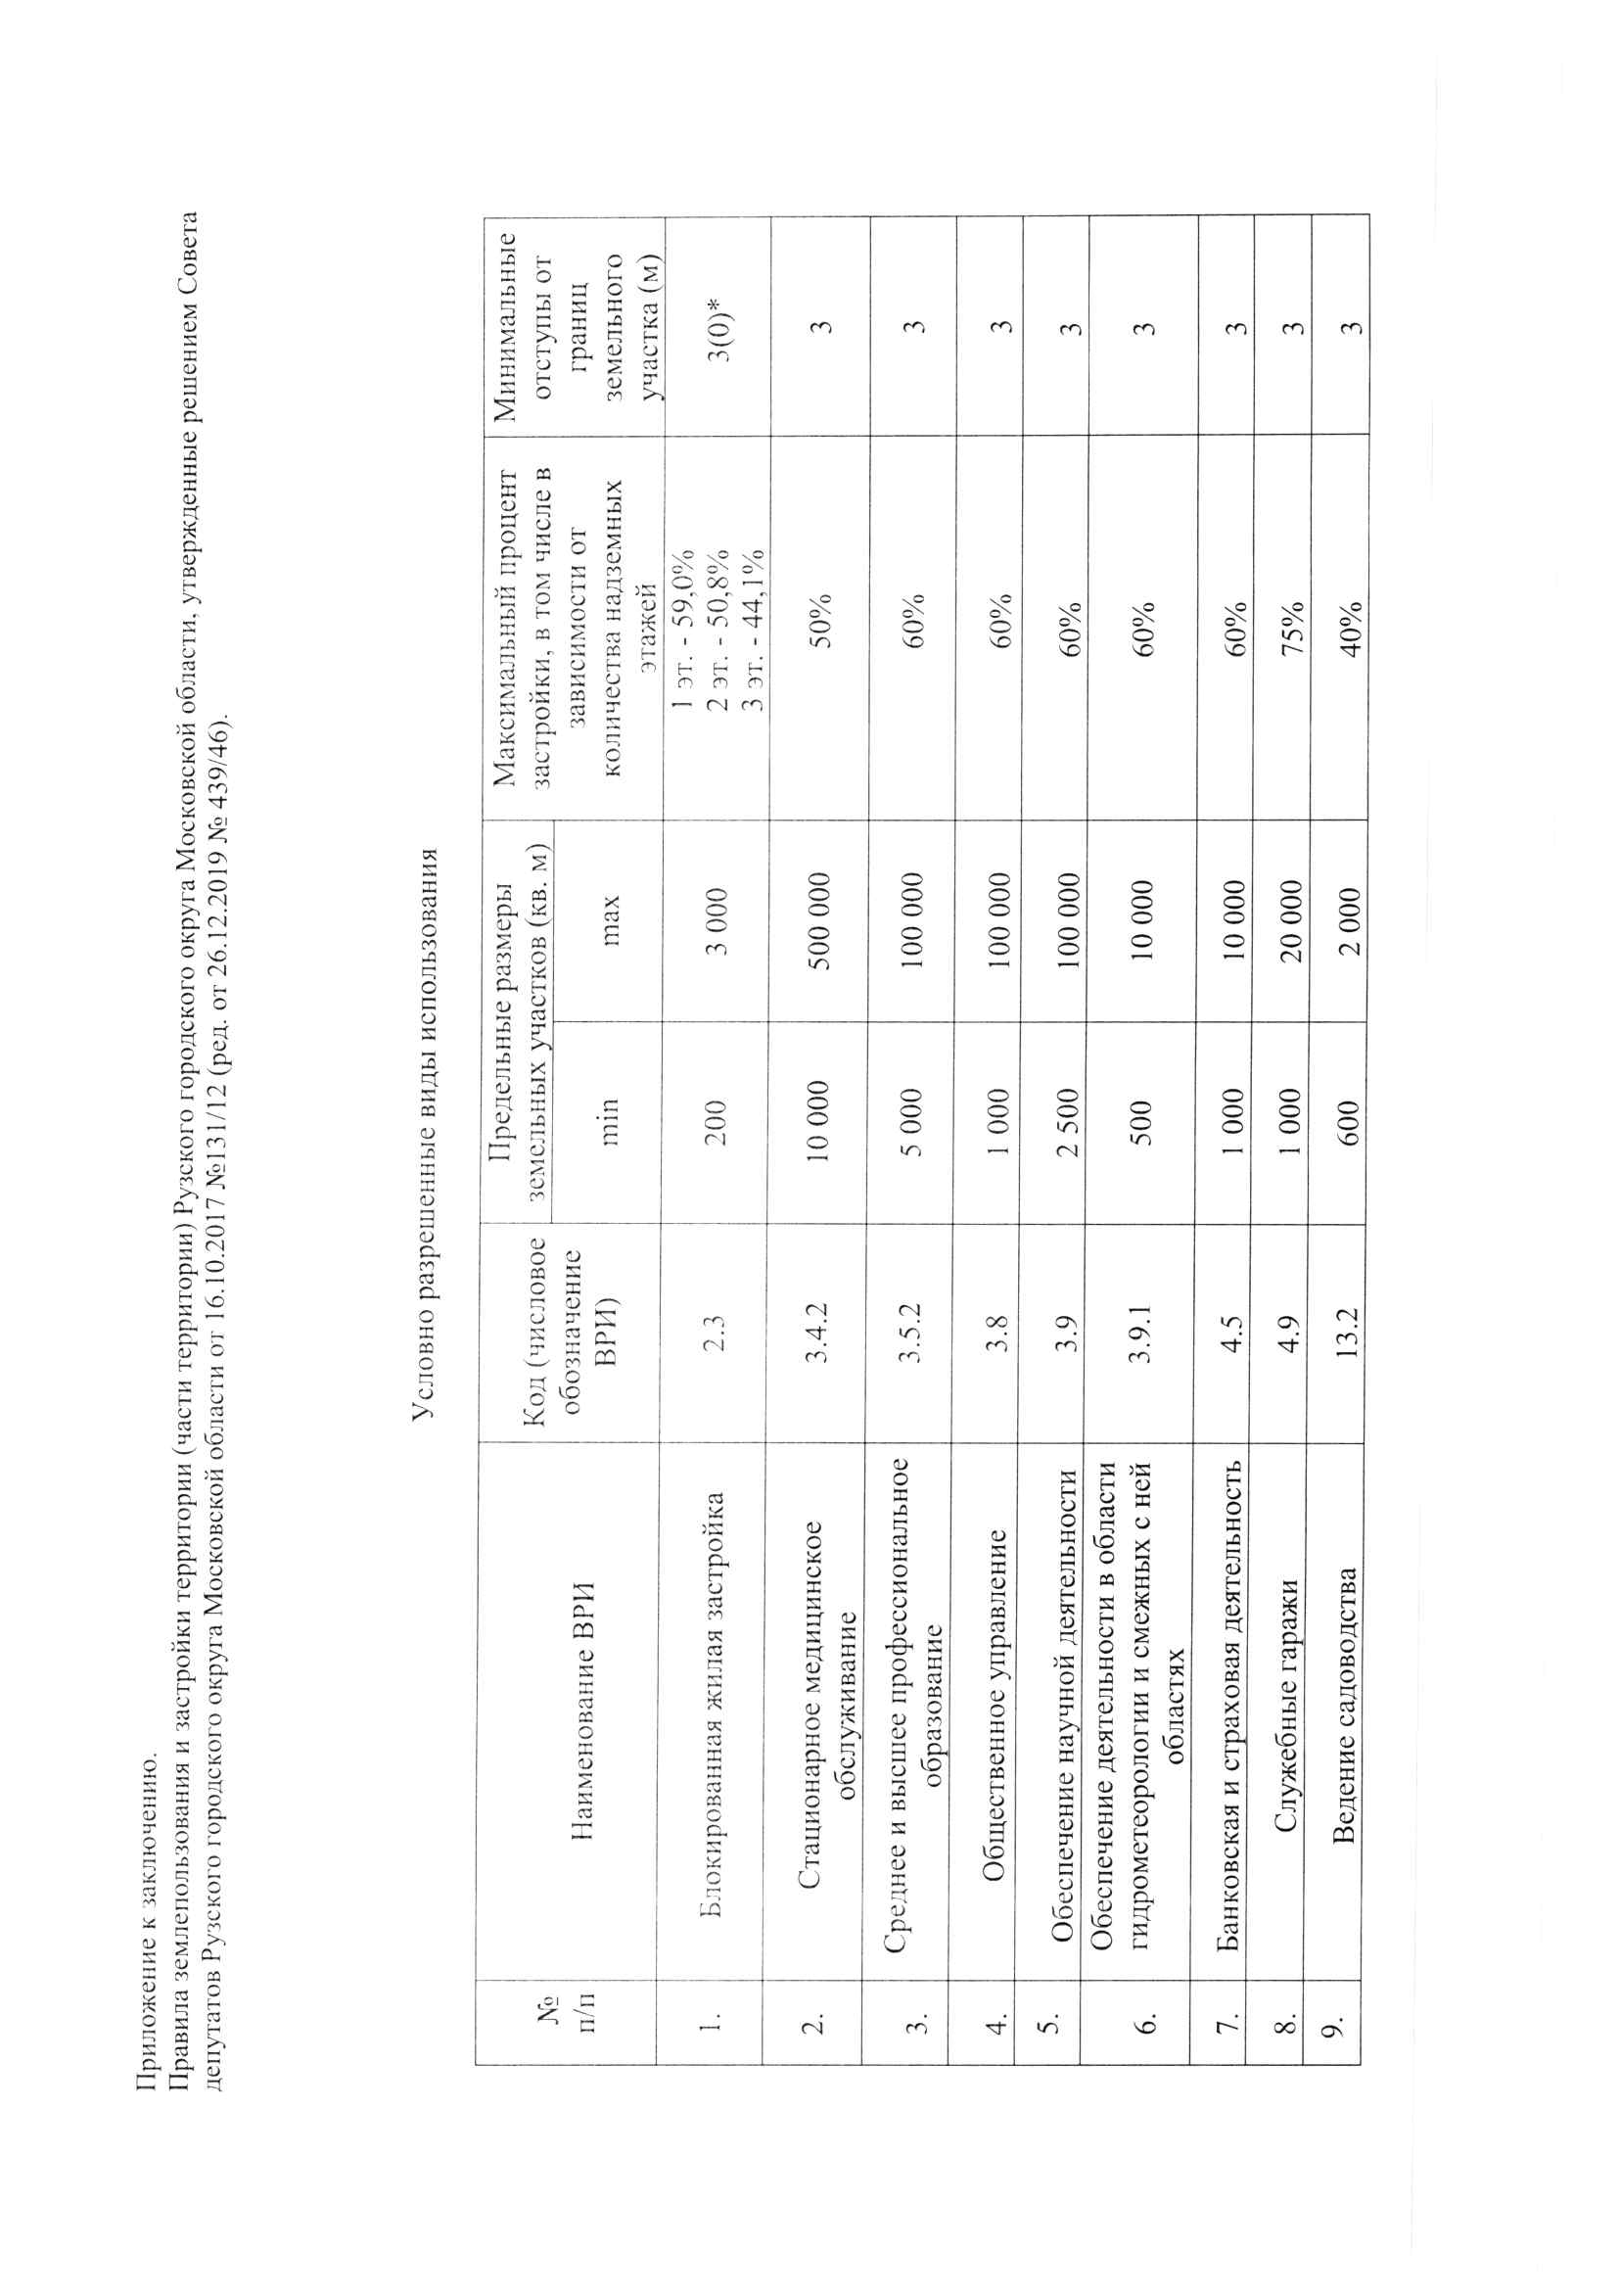 Приложение к заключению.
Правила землепользования и застройки территории (части территории) Рузского городского округа Московской области, утвержденные решением Совета
депутатов Рузского городского округа Московской области от 16.10.2017 №131/12 (ред. от 26.12.2019 № 439/46).
Условно разрешенные виды использования
№
п/п
Наименование ВРИ
Код (числовое
обозначение
ВРИ)
Предельные размеры
земельных участков (кв. м)
min
max
Максимальный процент
застройки, в том числе в
зависимости от
количества надземных
этажей
Минимальные
отступы от
границ
земельного
участка (м)
1.
Блокированная жилая застройка
2.3
200
3 000
1 эт. - 59,0%
2 эт. - 50,8%
3 эт. - 44,1%
3(0)*
2.
Стационарное медицинское
обслуживание
3.4.2
10 000
500 000
50%
3
3.
Среднее и высшее профессиональное
образование
3.5.2
5 000
100 000
60%
3
4.
Общественное управление
3.8
1 000
100 000
60%
3
5.
Обеспечение научной деятельности
3.9
2 500
100 000
60%
3
6.
Обеспечение деятельности в области
гидрометеорологии и смежных с ней
областях
3.9.1
500
10 000
60%
3
7.
Банковская и страховая деятельность
4.5
1 000
10 000
60%
3
8.
Служебные гаражи
4.9
1 000
20 000
75%
3
9.
Ведение садоводства
13.2
600
2 000
40%
3